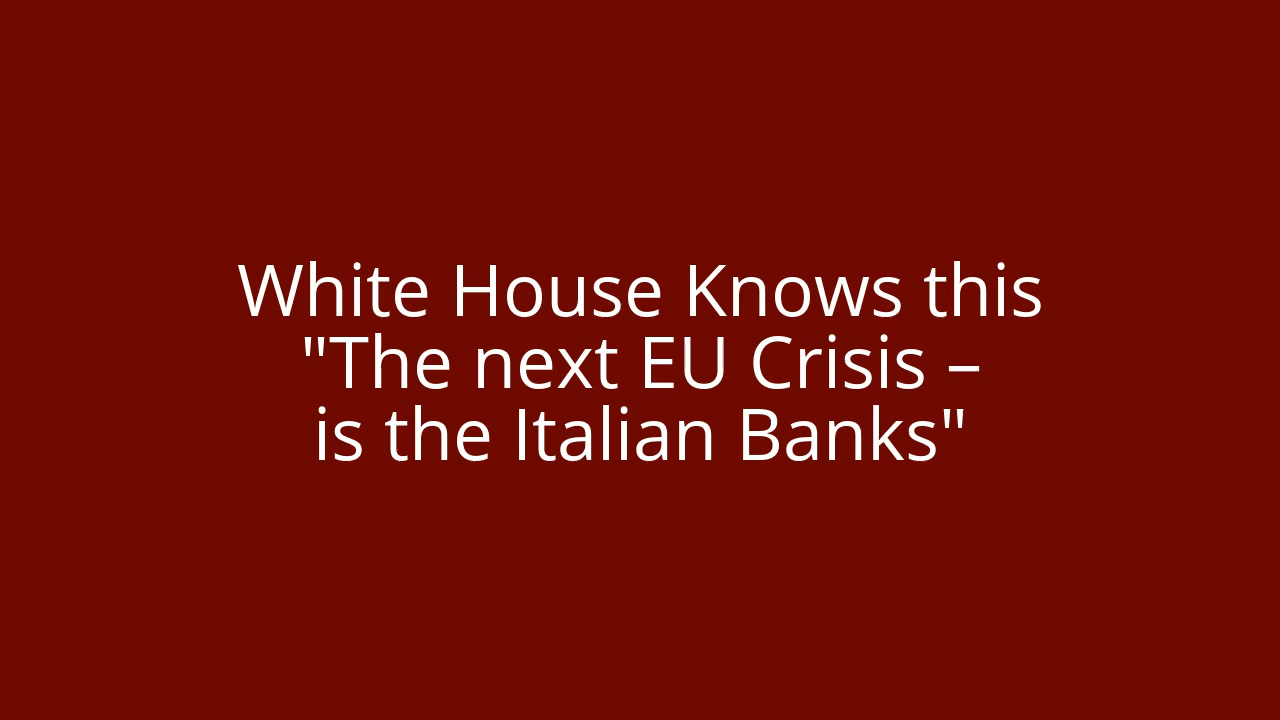 White House Knows this
"The next EU Crisis –
is the Italian Banks"